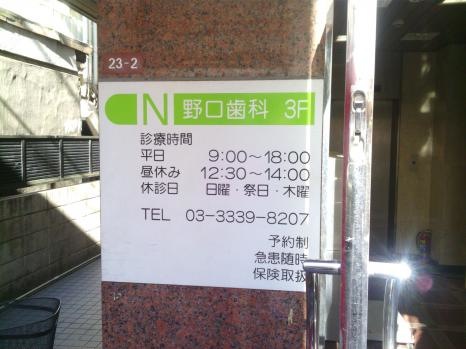 23-2
N 野口歯科 3F
診療時間
平日 9:00～18:00
昼休み 12:30～14:00
休診日 日曜・祭日・木曜
TEL 03-3339-8207
予約制
急患随時
保険取扱